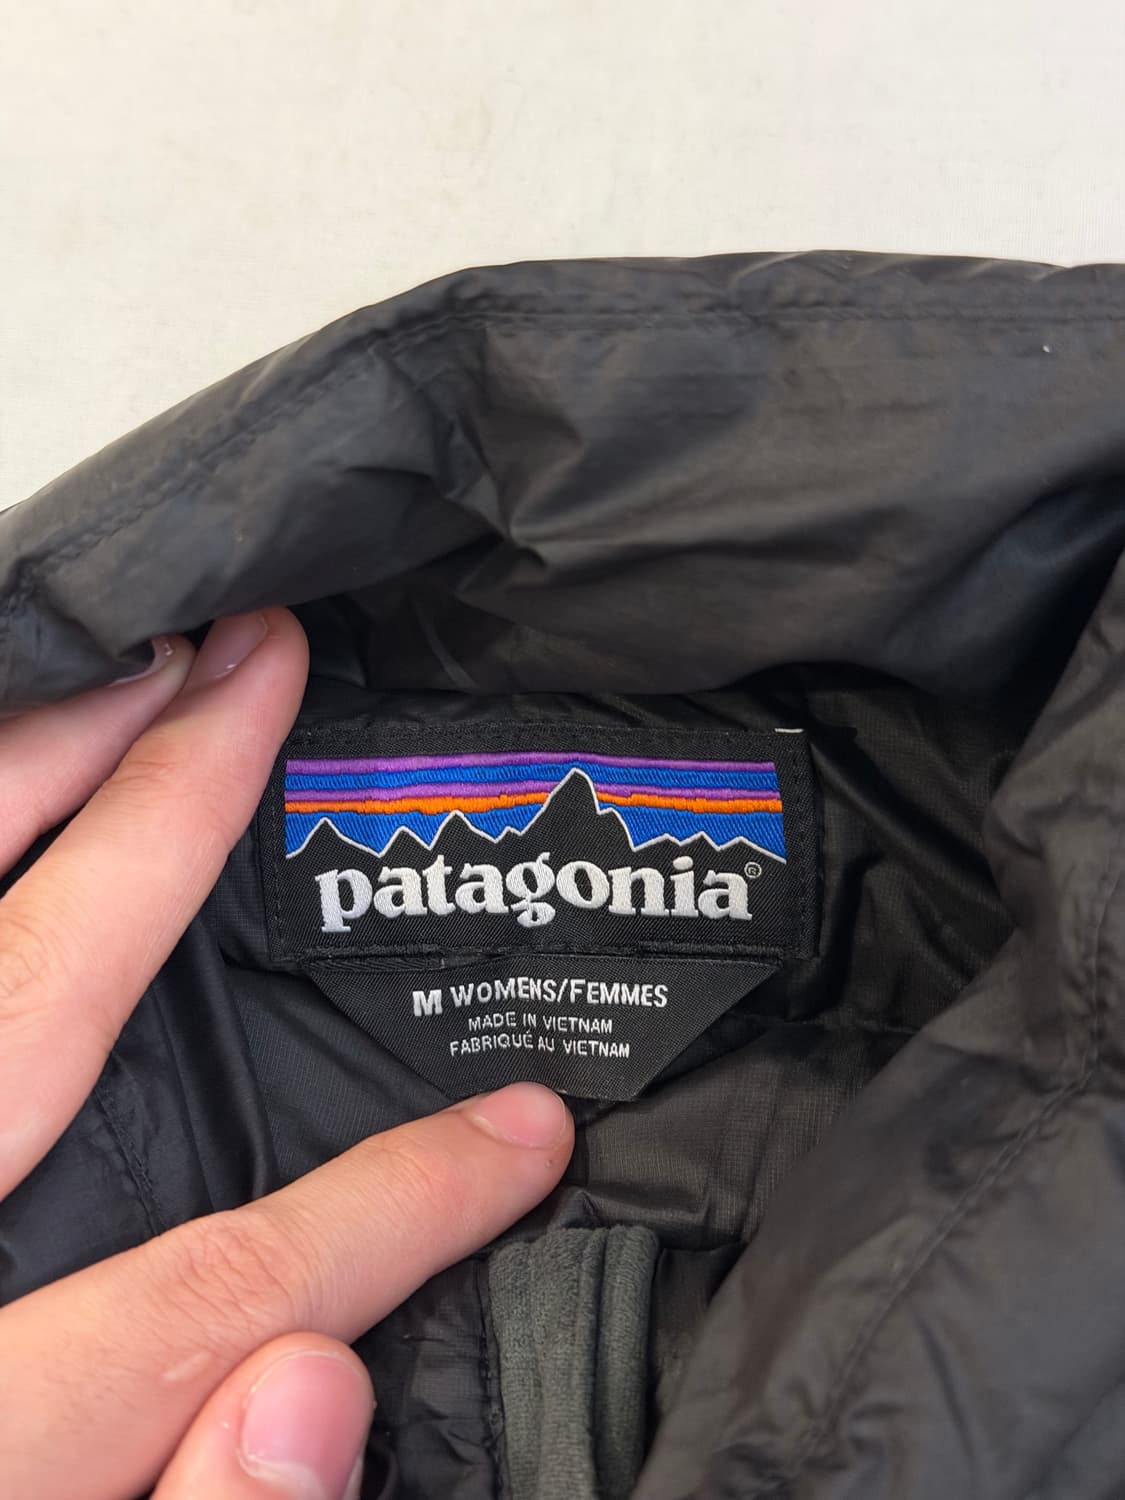 patagonia®
M WOMENS/FEMMES
MADE IN VIETNAM
FABRIQUÉ AU VIETNAM